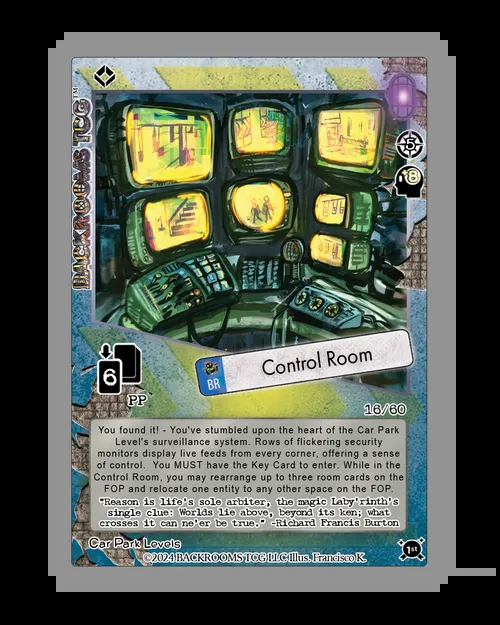 BACKROOMS TCG™
5
8
6
PP
BR
Control Room
16/60
You found it! - You've stumbled upon the heart of the Car Park
Level's surveillance system. Rows of flickering security
monitors display live feeds from every corner, offering a sense
of control. You MUST have the Key Card to enter. While in the
Control Room, you may rearrange up to three room cards on the
FOP and relocate one entity to any other space on the FOP.
"Reason is life's sole arbiter, the magic Laby'rinth's
single clue: Worlds lie above, beyond its ken; what
crosses it can ne'er be true." -Richard Francis Burton
Car Park Levels
1st
©2024 BACKROOMS TCG LLC Illus. Francisco K.